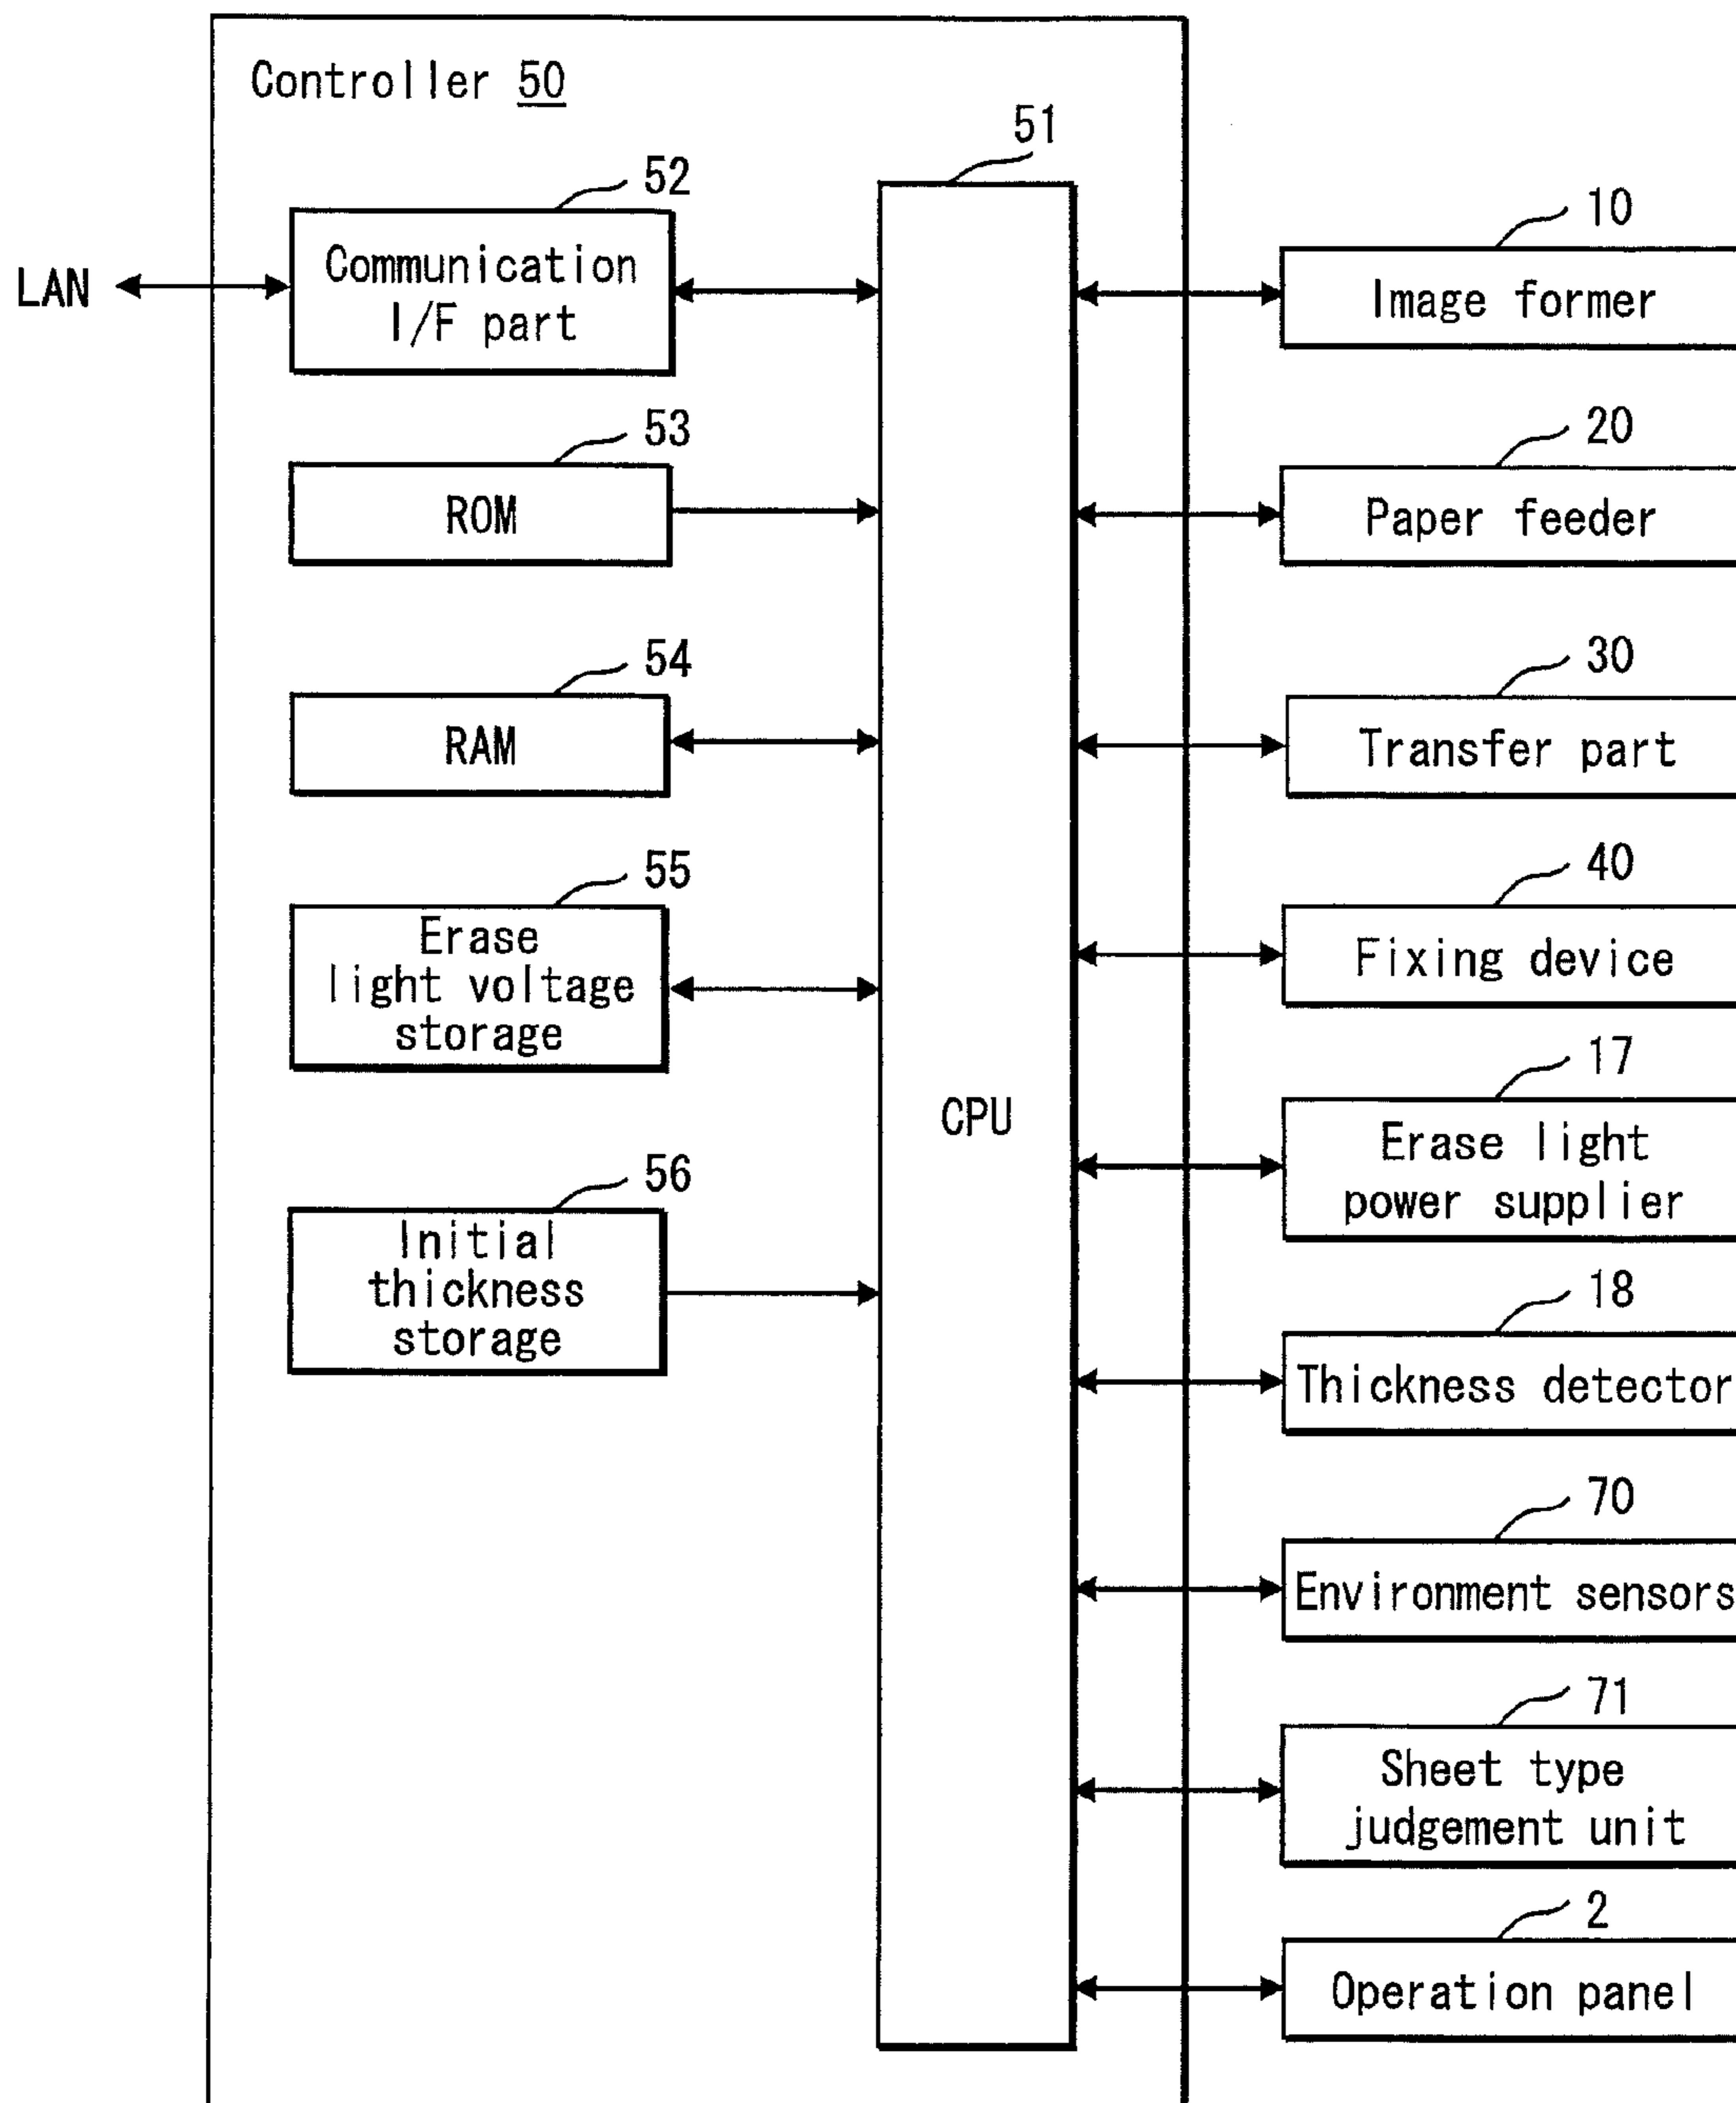 Controller 50
51
52
Communication
I/F part
LAN
53
ROM
54
RAM
55
Erase
light voltage
storage
56
Initial
thickness
storage
CPU
10
Image former
20
Paper feeder
30
Transfer part
40
Fixing device
17
Erase light
power supplier
18
Thickness detector
70
Environment sensors
71
Sheet type
judgement unit
2
Operation panel